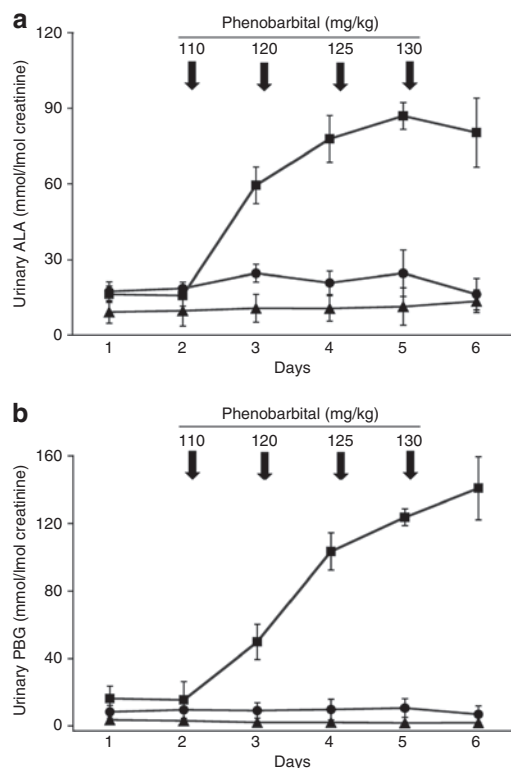 a
Phenobarbital (mg/kg)
110 120 125 130
Urinary ALA (mmol/lmol creatinine)
120
90
60
30
0
1 2 3 4 5 6
Days
b
Phenobarbital (mg/kg)
110 120 125 130
Urinary PBG (mmol/lmol creatinine)
160
120
80
40
0
1 2 3 4 5 6
Days